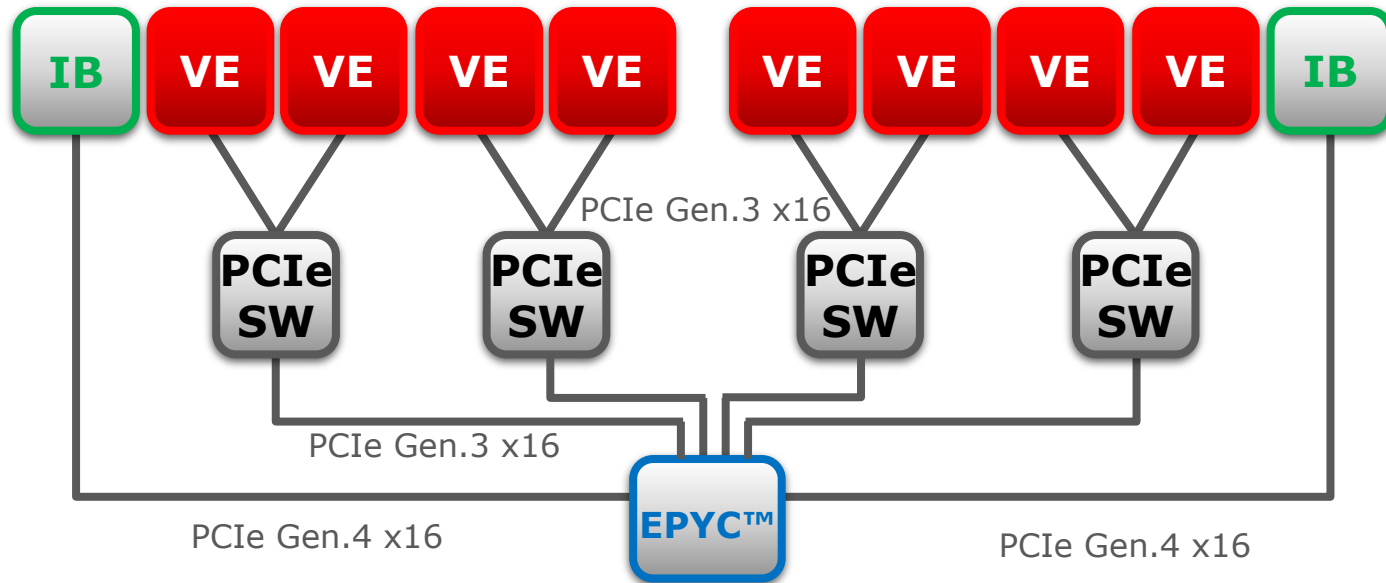 IB VE VE VE VE VE VE VE VE IB
PCIe Gen.3 x16
PCIe
SW
PCIe
SW
PCIe
SW
PCIe
SW
PCIe Gen.3 x16
EPYC™
PCIe Gen.4 x16
PCIe Gen.4 x16